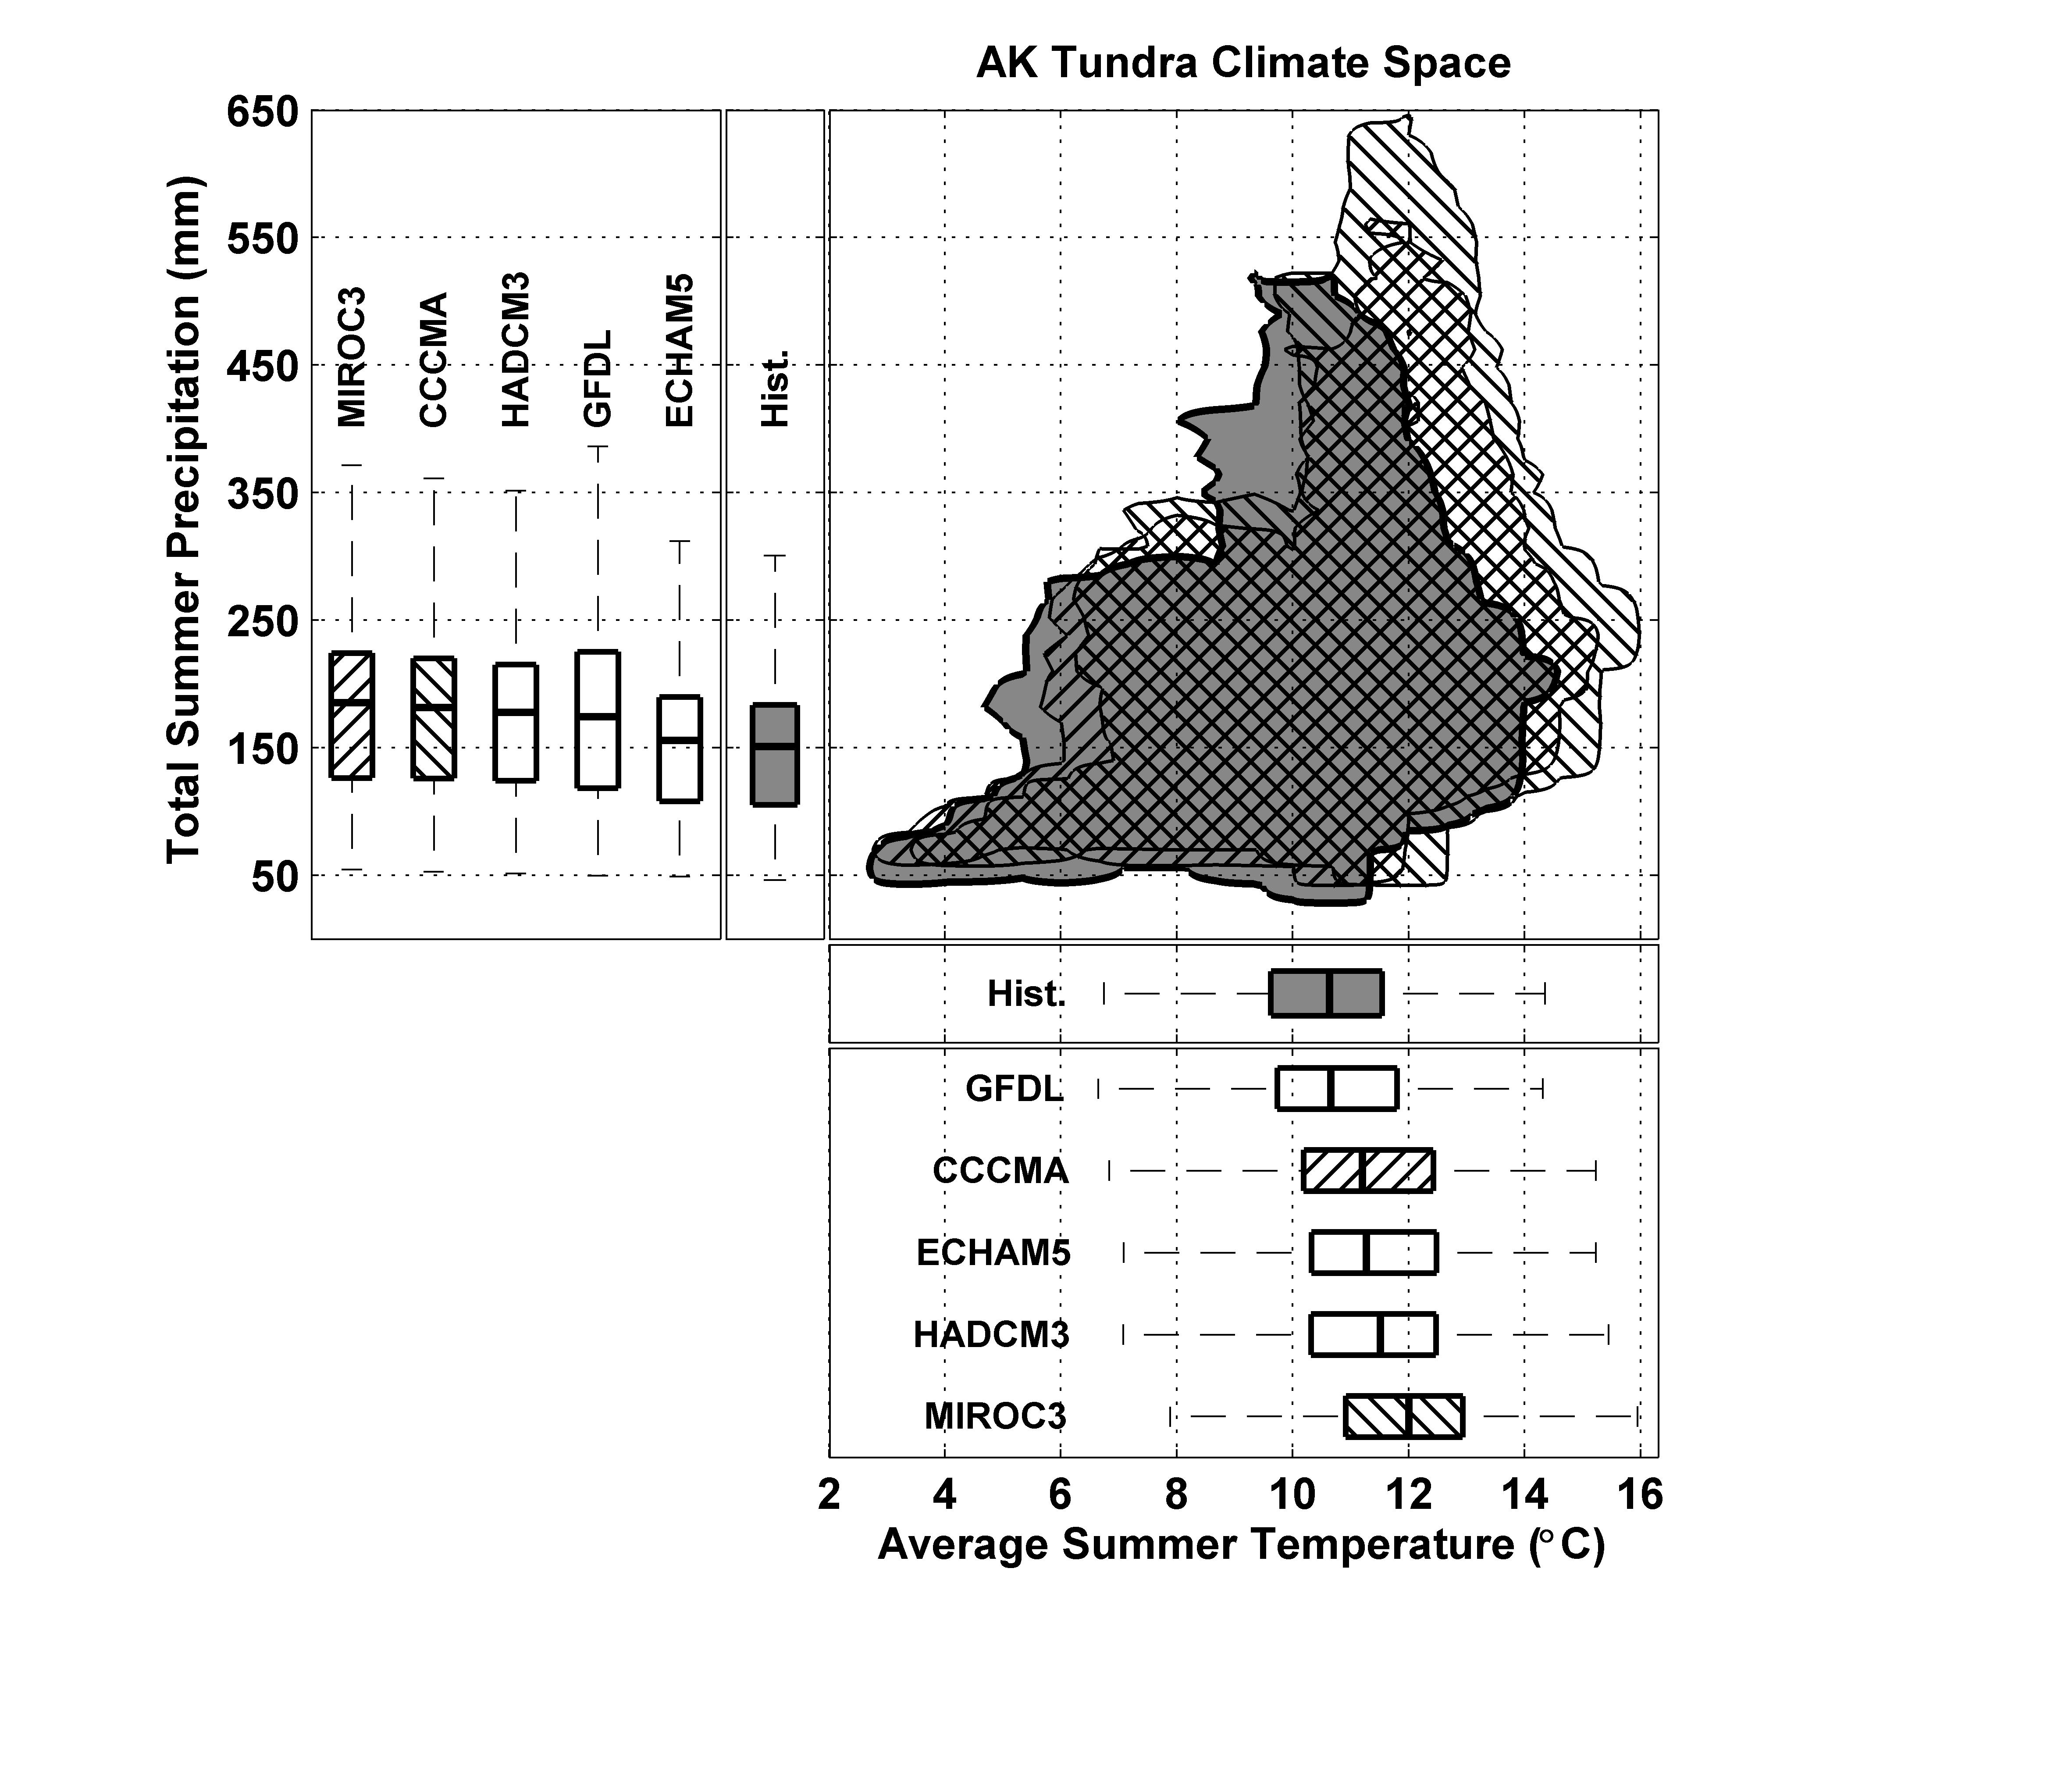 AK Tundra Climate Space
Total Summer Precipitation (mm)
650
550
450
350
250
150
50
MIROC3
CCCMA
HADCM3
GFDL
ECHAM5
Hist.
Hist.
GFDL
CCCMA
ECHAM5
HADCM3
MIROC3
2 4 6 8 10 12 14 16
Average Summer Temperature (°C)